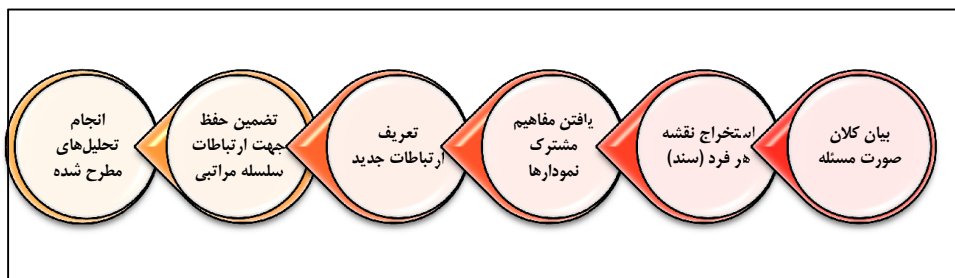 بیان کلان
صورت مسئله
استخراج نقشه
هر فرد (سند)
یافتن مفاهیم
مشترک
نمودارها
تعریف
ارتباطات جدید
تضمین حفظ
جهت ارتباطات
سلسله مراتبی
انجام
تحلیل‌های
مطرح شده